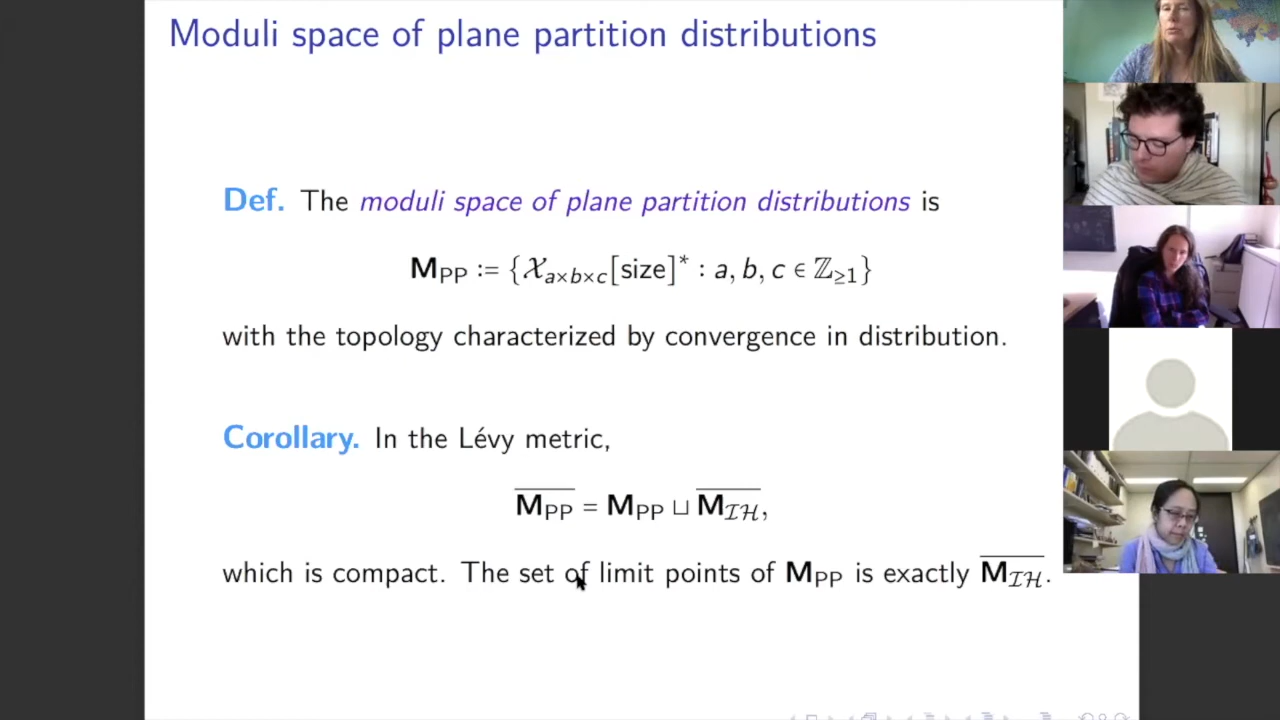 Moduli space of plane partition distributions
Def. The moduli space of plane partition distributions is
M_PP := {𝒳_{a×b×c}[size]* : a, b, c ∈ ℤ_{≥1}}
with the topology characterized by convergence in distribution.
Corollary. In the Lévy metric,
\overline{M_PP} = M_PP ⊔ \overline{M_{ℐℋ}},
which is compact. The set of limit points of M_PP is exactly \overline{M_{ℐℋ}}.